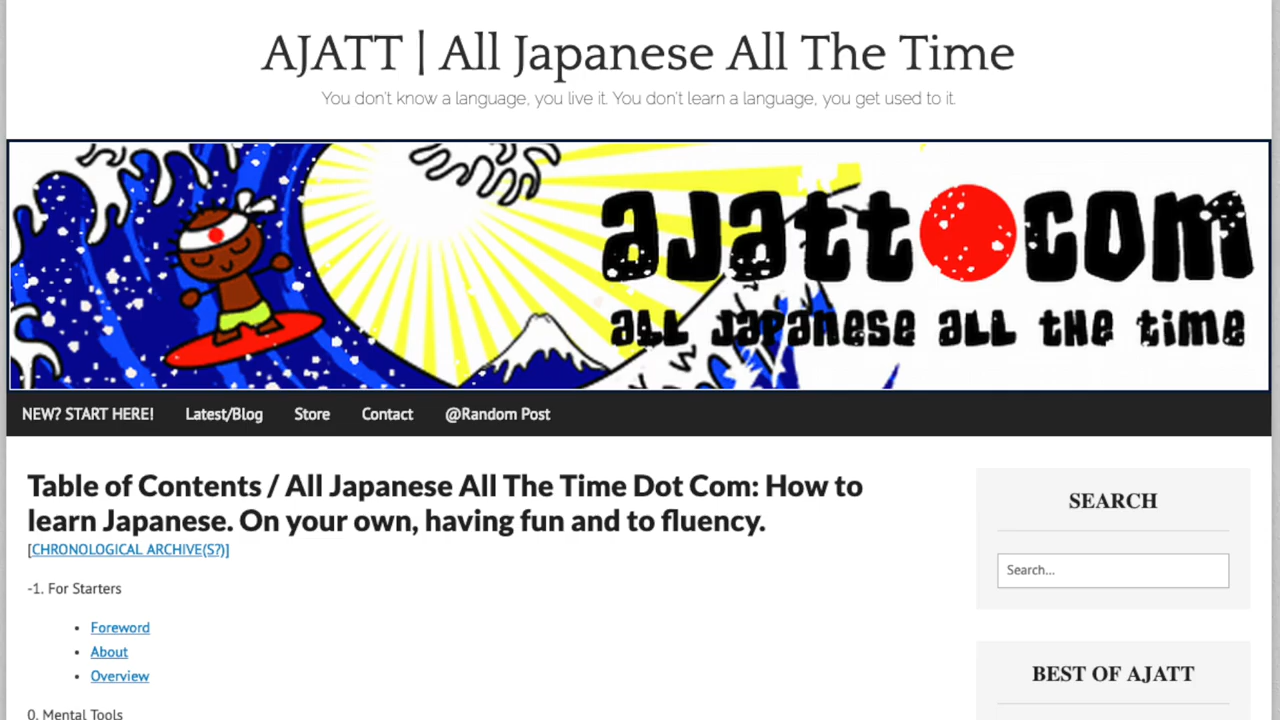 AJATT | All Japanese All The Time
You don't know a language, you live it. You don't learn a language, you get used to it.
ajatt.com
all japanese all the time
NEW? START HERE!
Latest/Blog
Store
Contact
@Random Post
Table of Contents / All Japanese All The Time Dot Com: How to
learn Japanese. On your own, having fun and to fluency.
[CHRONOLOGICAL ARCHIVE(S?)]
-1. For Starters
• Foreword
• About
• Overview
0. Mental Tools
SEARCH
Search...
BEST OF AJATT